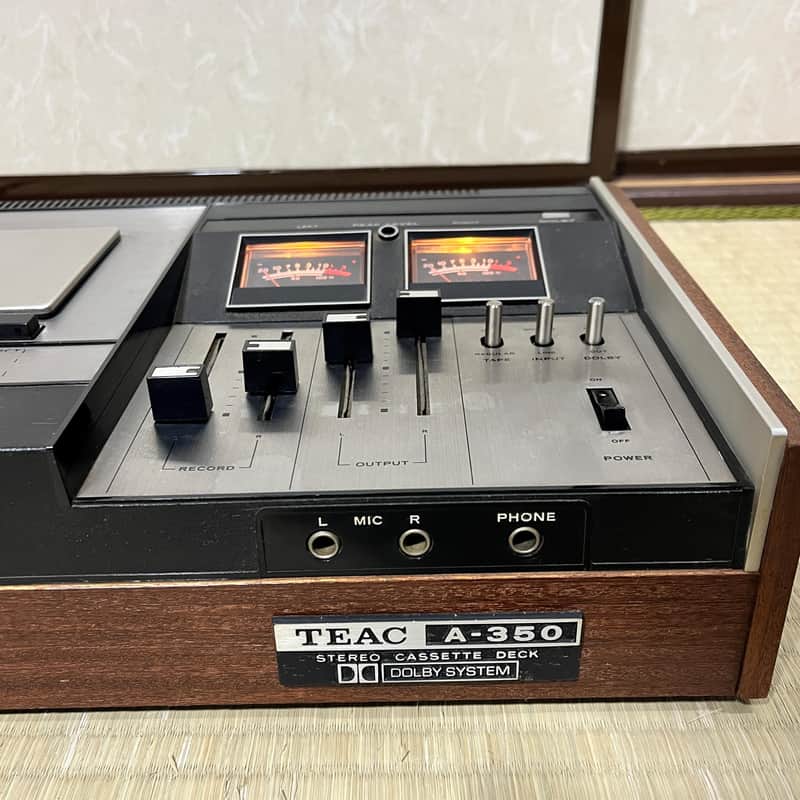 LEFT PEAK LEVEL RIGHT
DOLBY
REGULAR LINE OUT
TAPE INPUT DOLBY
ON
OFF
POWER
L R
L R
RECORD
OUTPUT
L MIC R PHONE
TEAC A-350
STEREO CASSETTE DECK
DOLBY SYSTEM